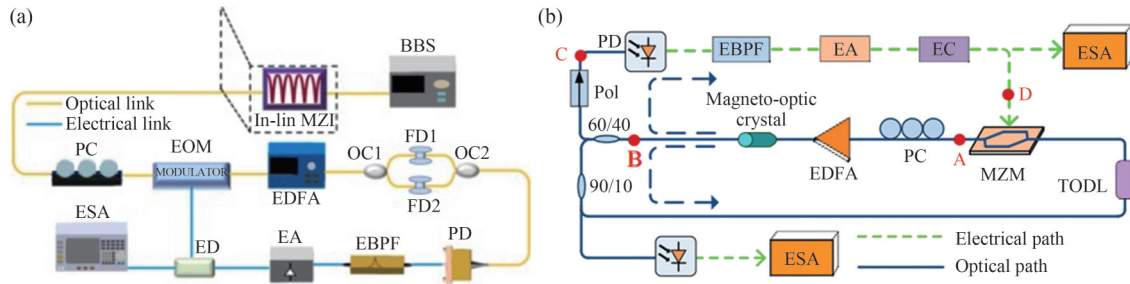 (a)
BBS
Optical link
Electrical link
In-lin MZI
PC
EOM
MODULATOR
EDFA
OC1
FD1
FD2
OC2
ESA
ED
EA
EBPF
PD
(b)
C
PD
EBPF
EA
EC
ESA
Pol
D
60/40
Magneto-optic
crystal
B
EDFA
PC
A
MZM
TODL
90/10
ESA
Electrical path
Optical path